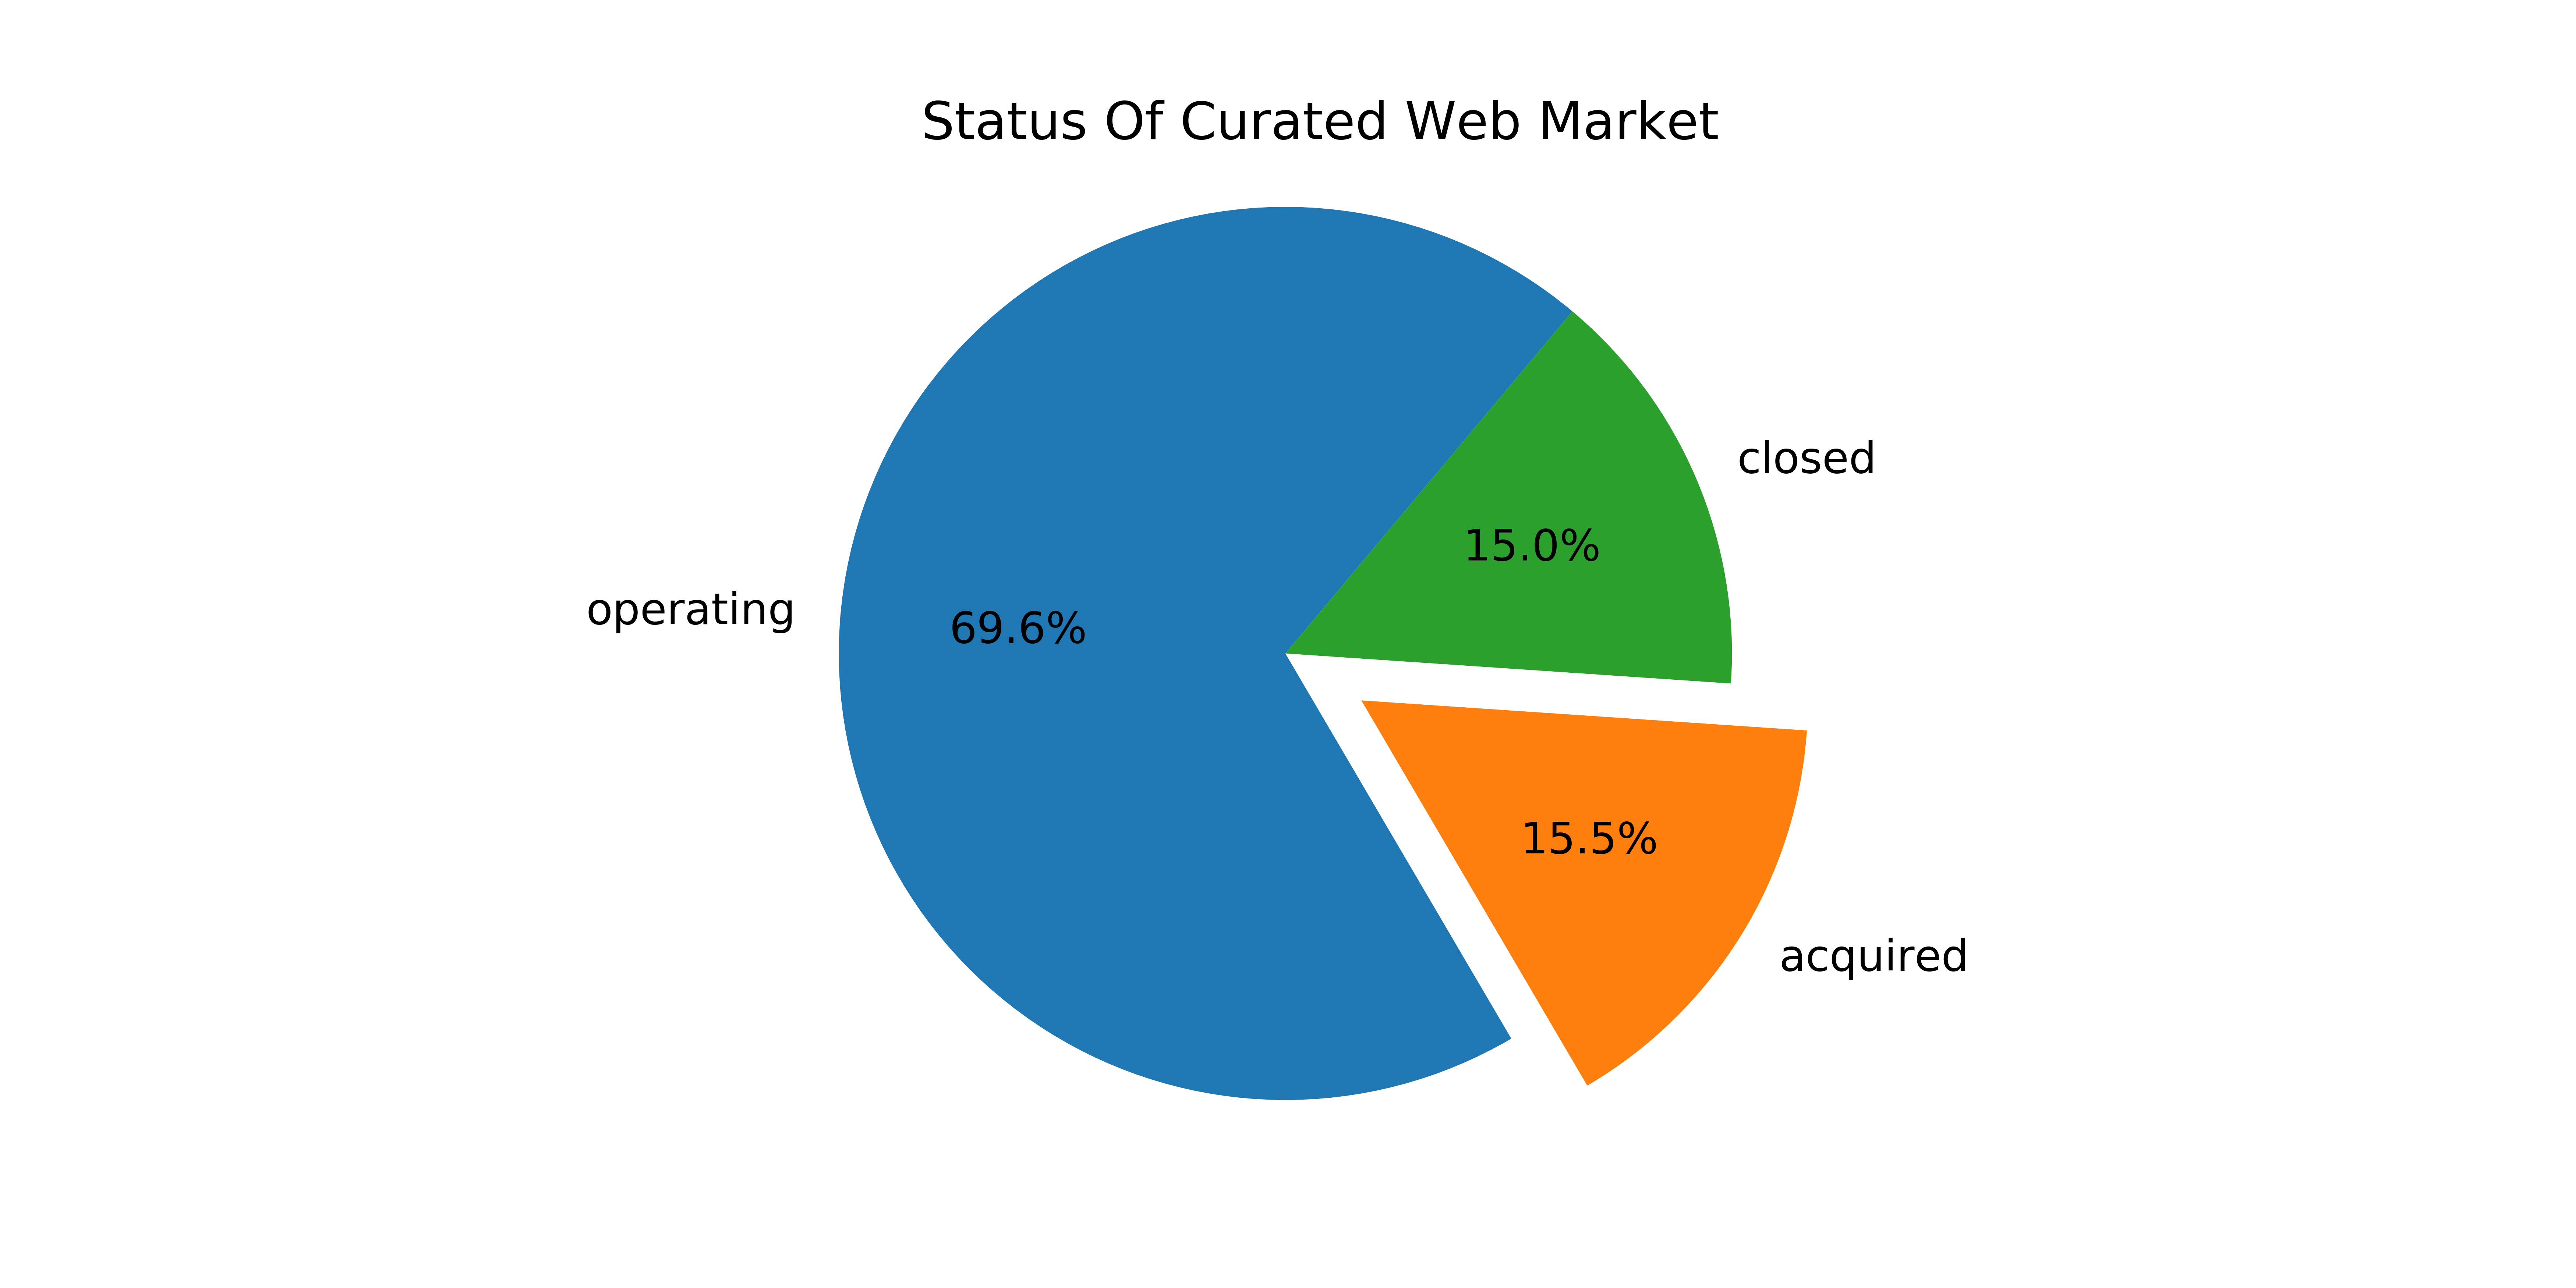 Status Of Curated Web Market
closed
15.0%
operating
69.6%
15.5%
acquired